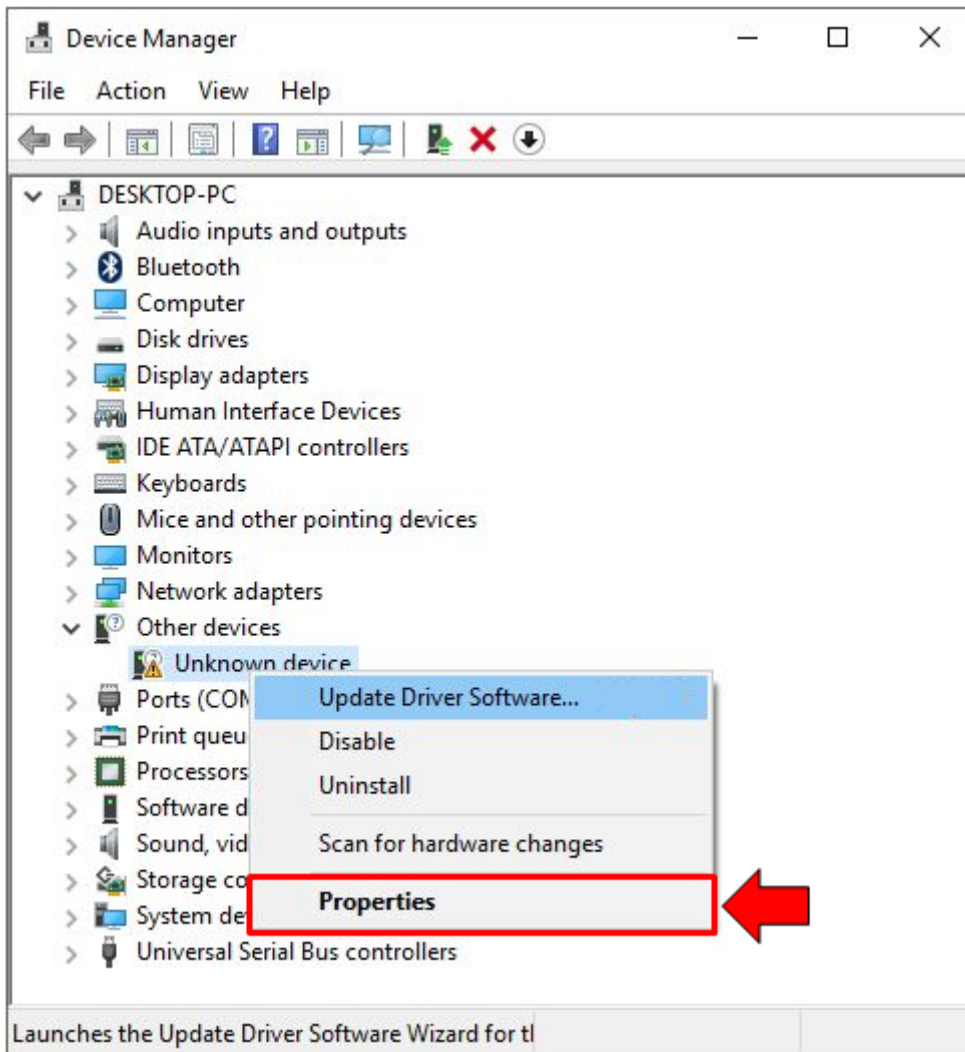 Device Manager
File Action View Help
DESKTOP-PC
Audio inputs and outputs
Bluetooth
Computer
Disk drives
Display adapters
Human Interface Devices
IDE ATA/ATAPI controllers
Keyboards
Mice and other pointing devices
Monitors
Network adapters
Other devices
Unknown device
Ports (COM
Update Driver Software...
Print queu
Disable
Processors
Uninstall
Software d
Sound, vid
Scan for hardware changes
Storage co
Properties
System de
Universal Serial Bus controllers
Launches the Update Driver Software Wizard for tl